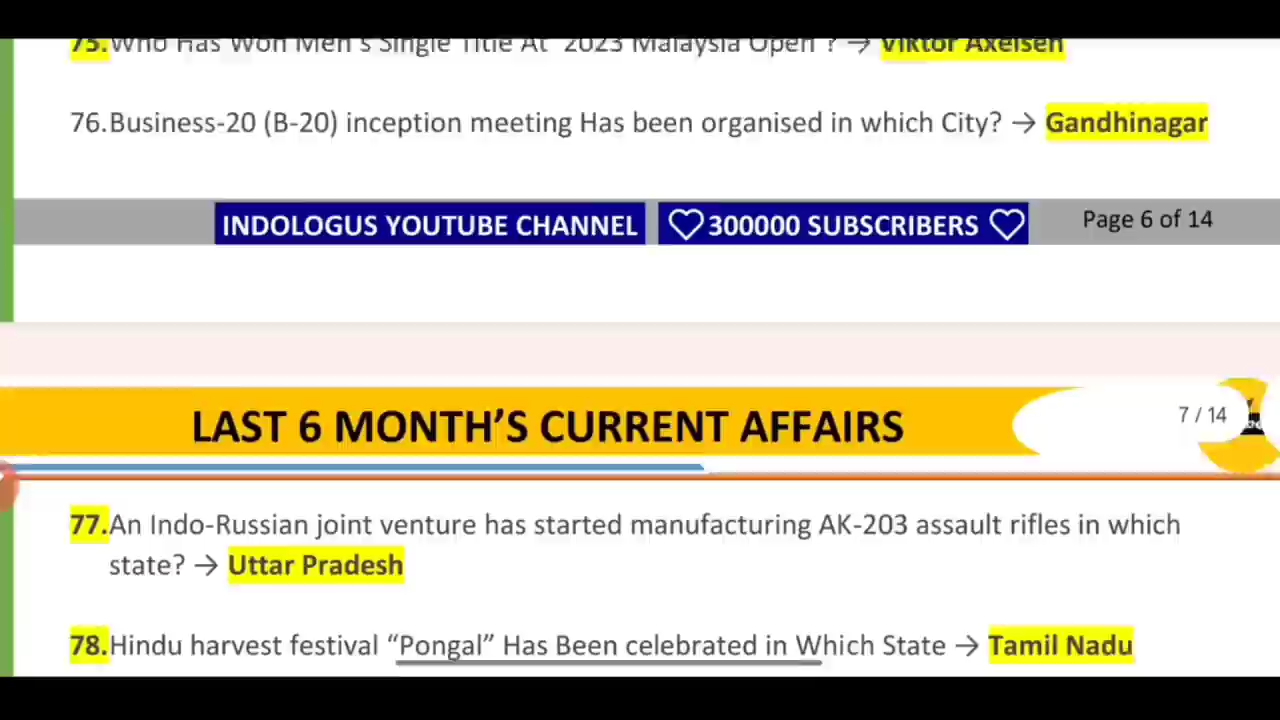 75.Who Has Won Men's Single Title At "2023 Malaysia Open"? → Viktor Axelsen
76.Business-20 (B-20) inception meeting Has been organised in which City? → Gandhinagar
INDOLOGUS YOUTUBE CHANNEL ♡ 300000 SUBSCRIBERS ♡ Page 6 of 14
LAST 6 MONTH’S CURRENT AFFAIRS
7 / 14
77.An Indo-Russian joint venture has started manufacturing AK-203 assault rifles in which
state? → Uttar Pradesh
78.Hindu harvest festival “Pongal” Has Been celebrated in Which State → Tamil Nadu